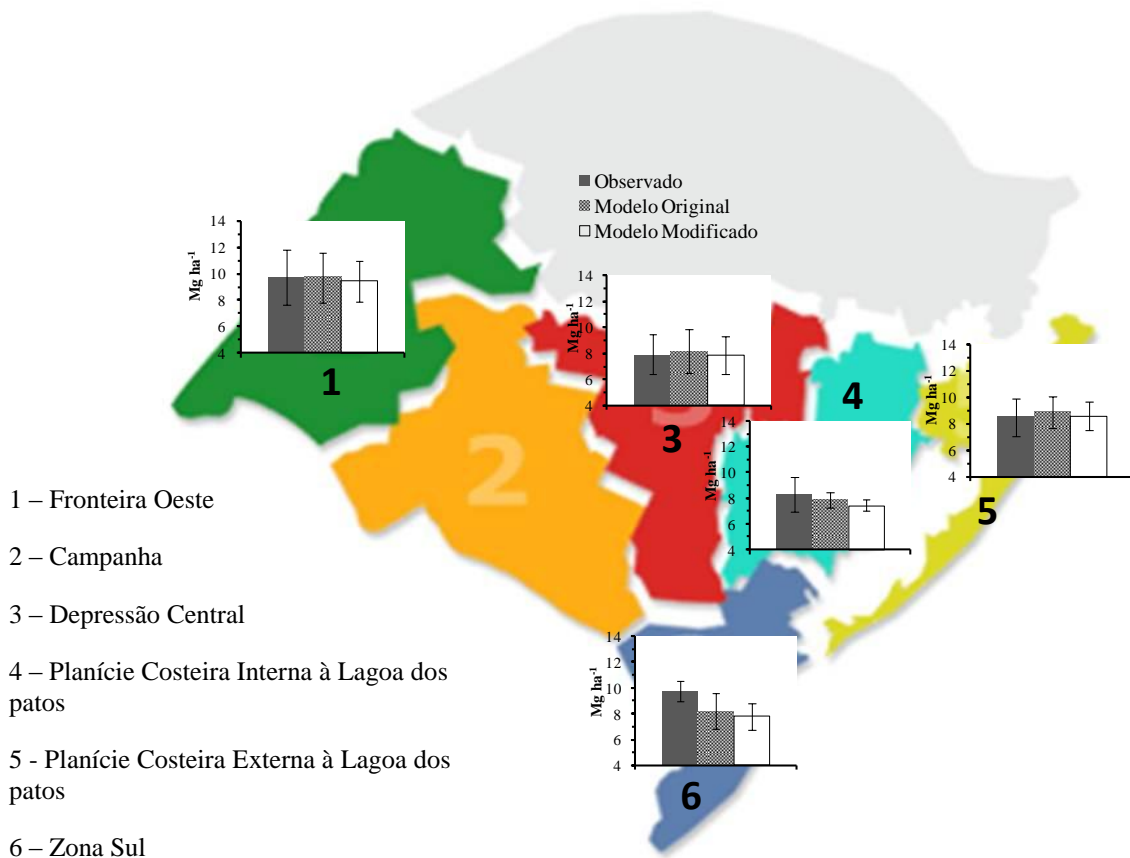 Observado
Modelo Original
Modelo Modificado
14
12
10
8
6
4
Mg ha⁻¹
1
14
12
10
8
6
4
Mg ha⁻¹
3
3
2
4
14
12
10
8
6
4
Mg ha⁻¹
5
14
12
10
8
6
4
Mg ha⁻¹
14
12
10
8
6
4
Mg ha⁻¹
6
1 – Fronteira Oeste
2 – Campanha
3 – Depressão Central
4 – Planície Costeira Interna à Lagoa dos
patos
5 - Planície Costeira Externa à Lagoa dos
patos
6 – Zona Sul